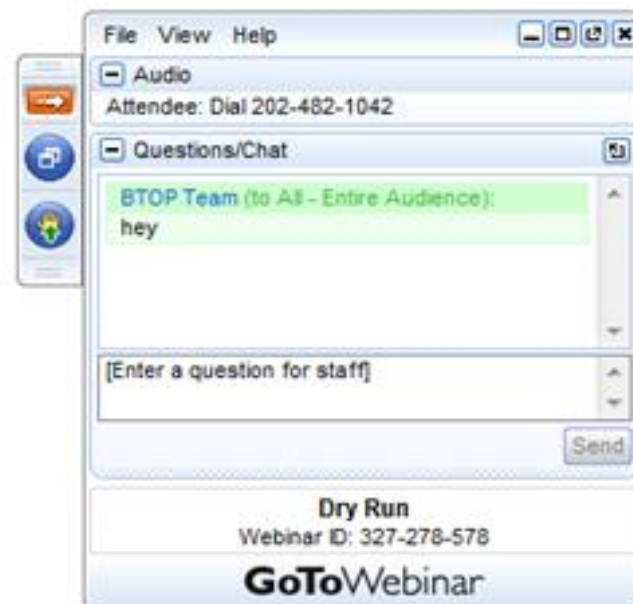 File View Help
Audio
Attendee: Dial 202-482-1042
Questions/Chat
BTOP Team (to All - Entire Audience):
hey
[Enter a question for staff]
Send
Dry Run
Webinar ID: 327-278-578
GoToWebinar